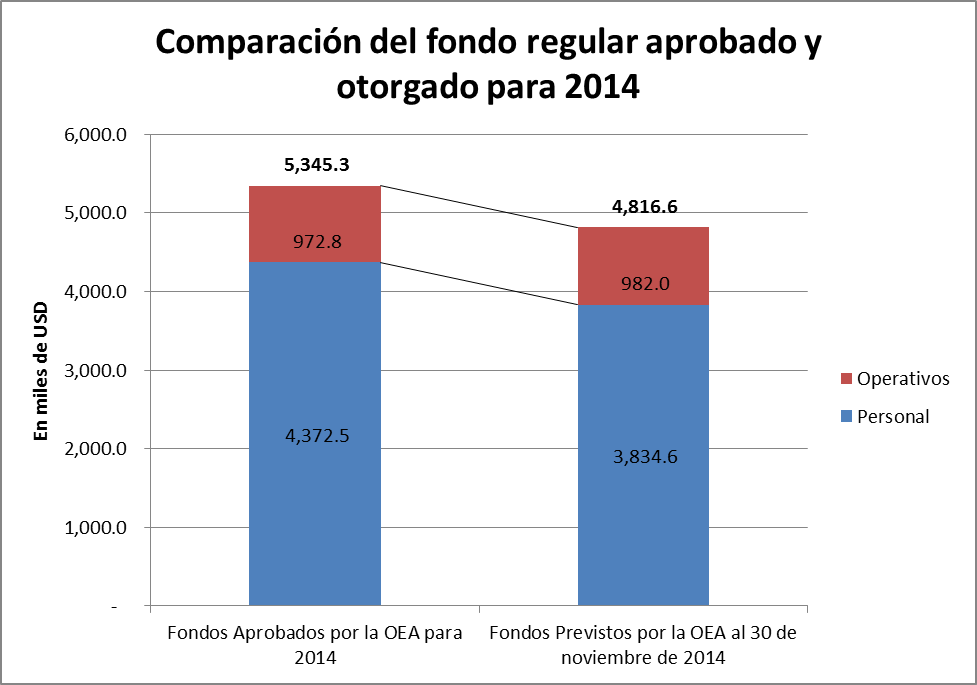 Comparación del fondo regular aprobado y
otorgado para 2014
En miles de USD
6,000.0
5,000.0
4,000.0
3,000.0
2,000.0
1,000.0
-
5,345.3
972.8
4,372.5
4,816.6
982.0
3,834.6
Fondos Aprobados por la OEA para
2014
Fondos Previstos por la OEA al 30 de
noviembre de 2014
Operativos
Personal